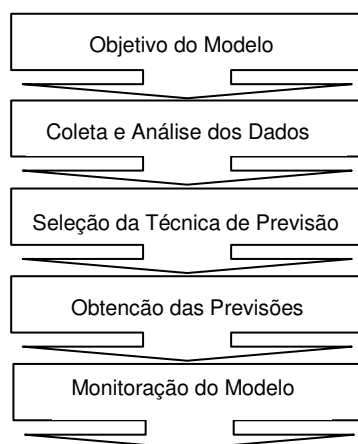 Objetivo do Modelo
Coleta e Análise dos Dados
Seleção da Técnica de Previsão
Obtencão das Previsões
Monitoração do Modelo